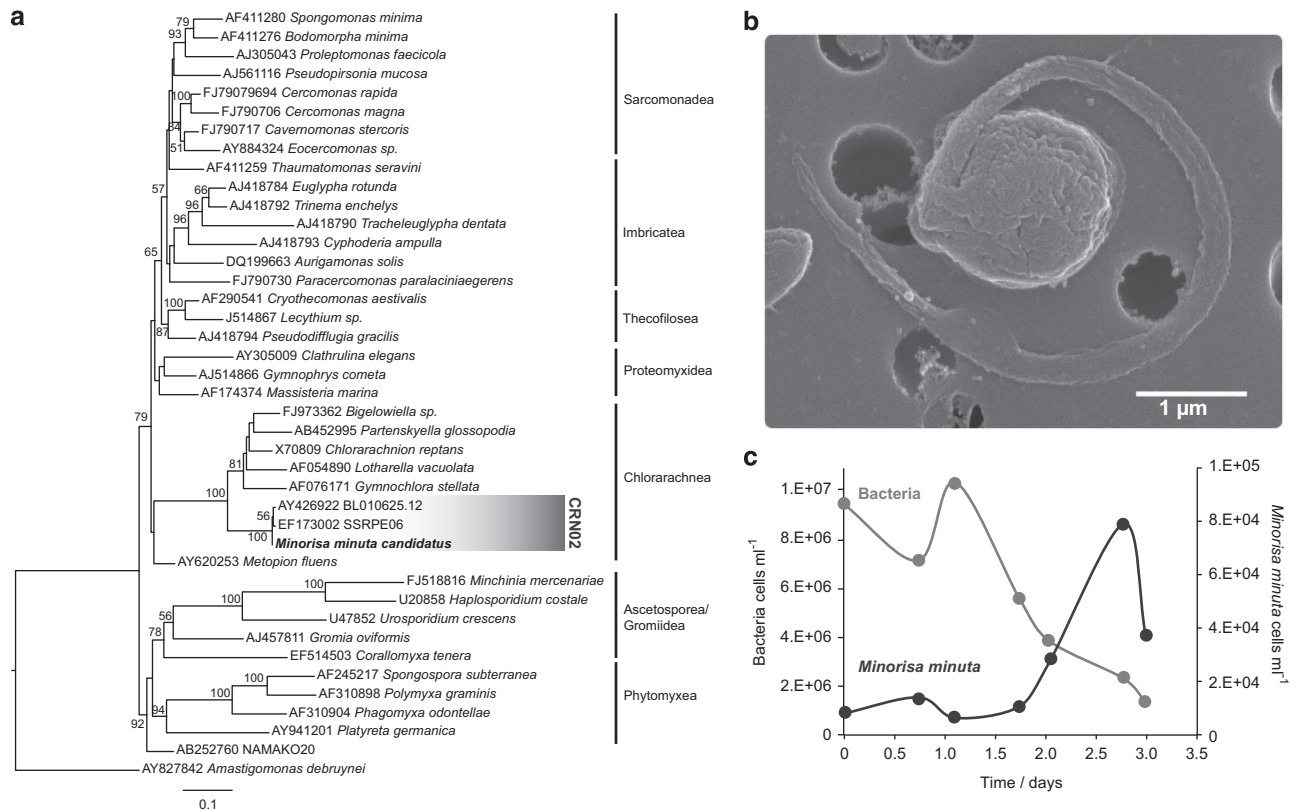 a
AF411280 Spongomonas minima
AF411276 Bodomorpha minima
AJ305043 Proleptomonas faecicola
AJ561116 Pseudopirsonia mucosa
FJ79079694 Cercomonas rapida
FJ790706 Cercomonas magna
FJ790717 Cavernomonas stercoris
AY884324 Eocercomonas sp.
AF411259 Thaumatomonas seravini
AJ418784 Euglypha rotunda
AJ418792 Trinema enchelys
AJ418790 Tracheleuglypha dentata
AJ418793 Cyphoderia ampulla
DQ199663 Aurigamonas solis
FJ790730 Paracercomonas paralaciniaegerens
AF290541 Cryothecomonas aestivalis
J514867 Lecythium sp.
AJ418794 Pseudodifflugia gracilis
AY305009 Clathrulina elegans
AJ514866 Gymnophrys cometa
AF174374 Massisteria marina
FJ973362 Bigelowiella sp.
AB452995 Partenskyella glossopodia
X70809 Chlorarachnion reptans
AF054890 Lotharella vacuolata
AF076171 Gymnochlora stellata
AY426922 BL010625.12
EF173002 SSRPE06
Minorisa minuta candidatus
AY620253 Metopion fluens
FJ518816 Minchinia mercenariae
U20858 Haplosporidium costale
U47852 Urosporidium crescens
AJ457811 Gromia oviformis
EF514503 Corallomyxa tenera
AF245217 Spongospora subterranea
AF310898 Polymyxa graminis
AF310904 Phagomyxa odontellae
AY941201 Platyreta germanica
AB252760 NAMAKO20
AY827842 Amastigomonas debruynei
79
93
100
84
51
57
66
96
96
65
100
87
79
81
100
56
100
100
100
56
78
100
100
94
92
0.1
Sarcomonadea
Imbricatea
Thecofilosea
Proteomyxidea
Chlorarachnea
CRN02
Ascetosporea/
Gromiidea
Phytomyxea
b
1 µm
c
1.E+07
8.E+06
6.E+06
4.E+06
2.E+06
0
Bacteria cells ml-1
Bacteria
Minorisa minuta
1.E+05
8.E+04
6.E+04
4.E+04
2.E+04
0
Minorisa minuta cells ml-1
0 0.5 1.0 1.5 2.0 2.5 3.0 3.5
Time / days